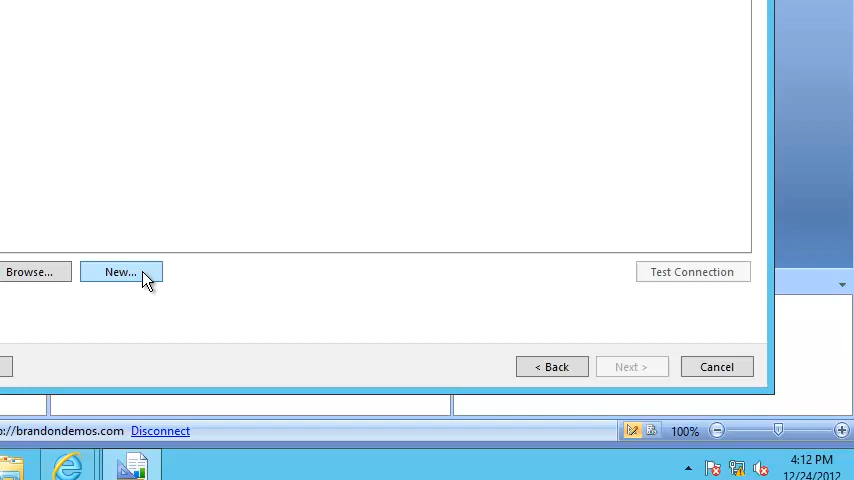 Browse...
New...
Test Connection
< Back
Next >
Cancel
p://brandondemos.com Disconnect
100%
4:12 PM
12/24/2012